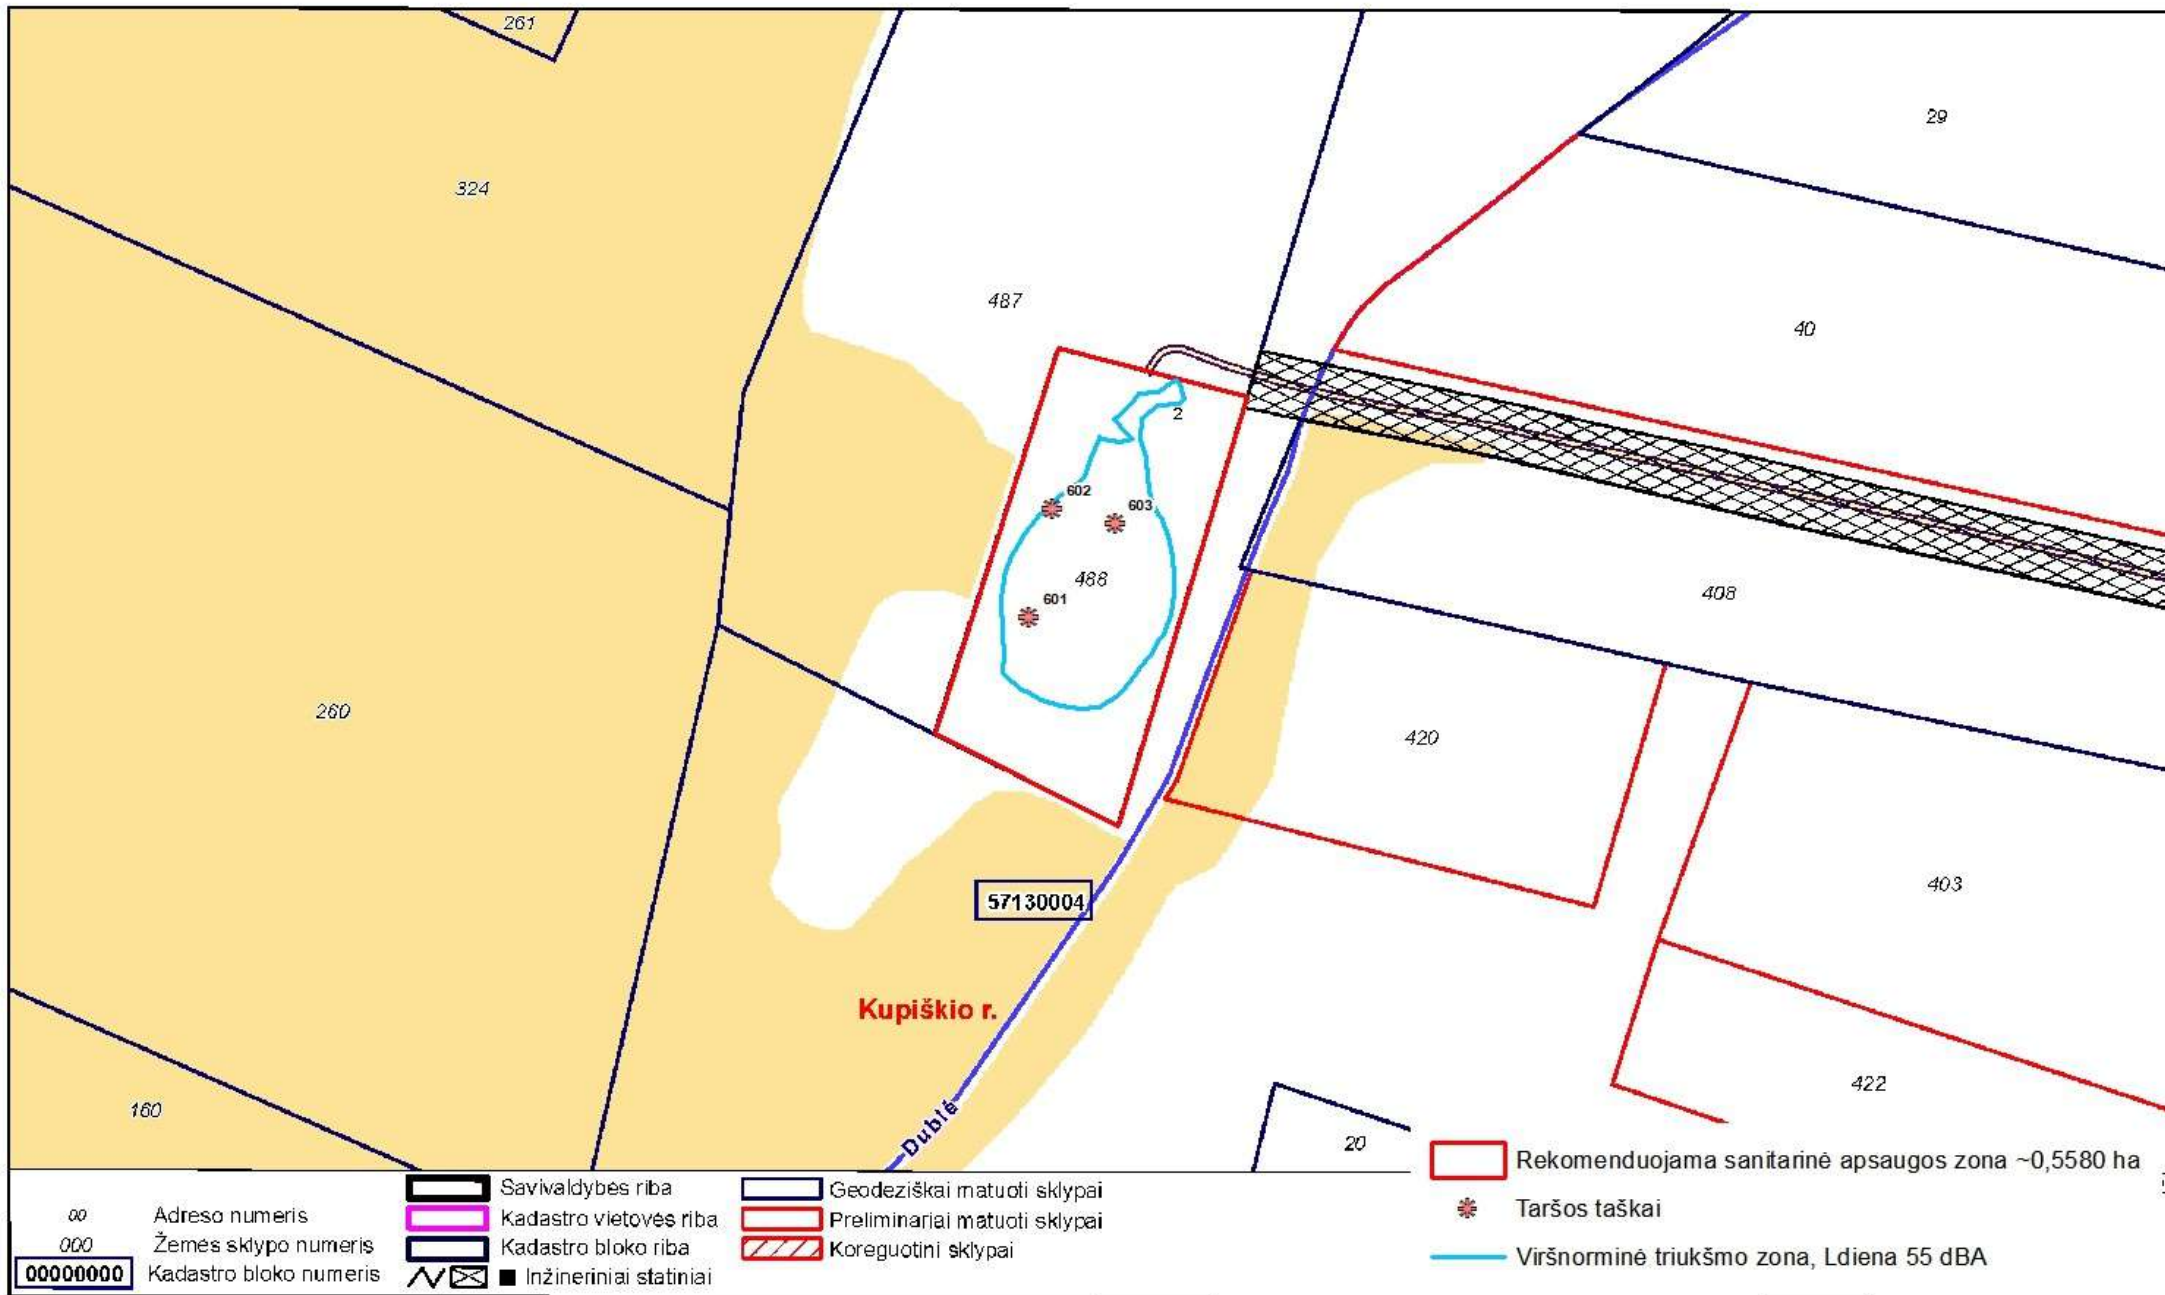 261
29
324
487
40
2
602
603
488
601
408
260
420
403
57130004
Kupiškio r.
422
160
Dublė
20
00 Adreso numeris
000 Žemės sklypo numeris
00000000 Kadastro bloko numeris
Savivaldybės riba
Kadastro vietovės riba
Kadastro bloko riba
Inžineriniai statiniai
Geodeziškai matuoti sklypai
Preliminariai matuoti sklypai
Koreguotini sklypai
Rekomenduojama sanitarinė apsaugos zona ~0,5580 ha
Taršos taškai
Viršnorminė triukšmo zona, Ldiena 55 dBA